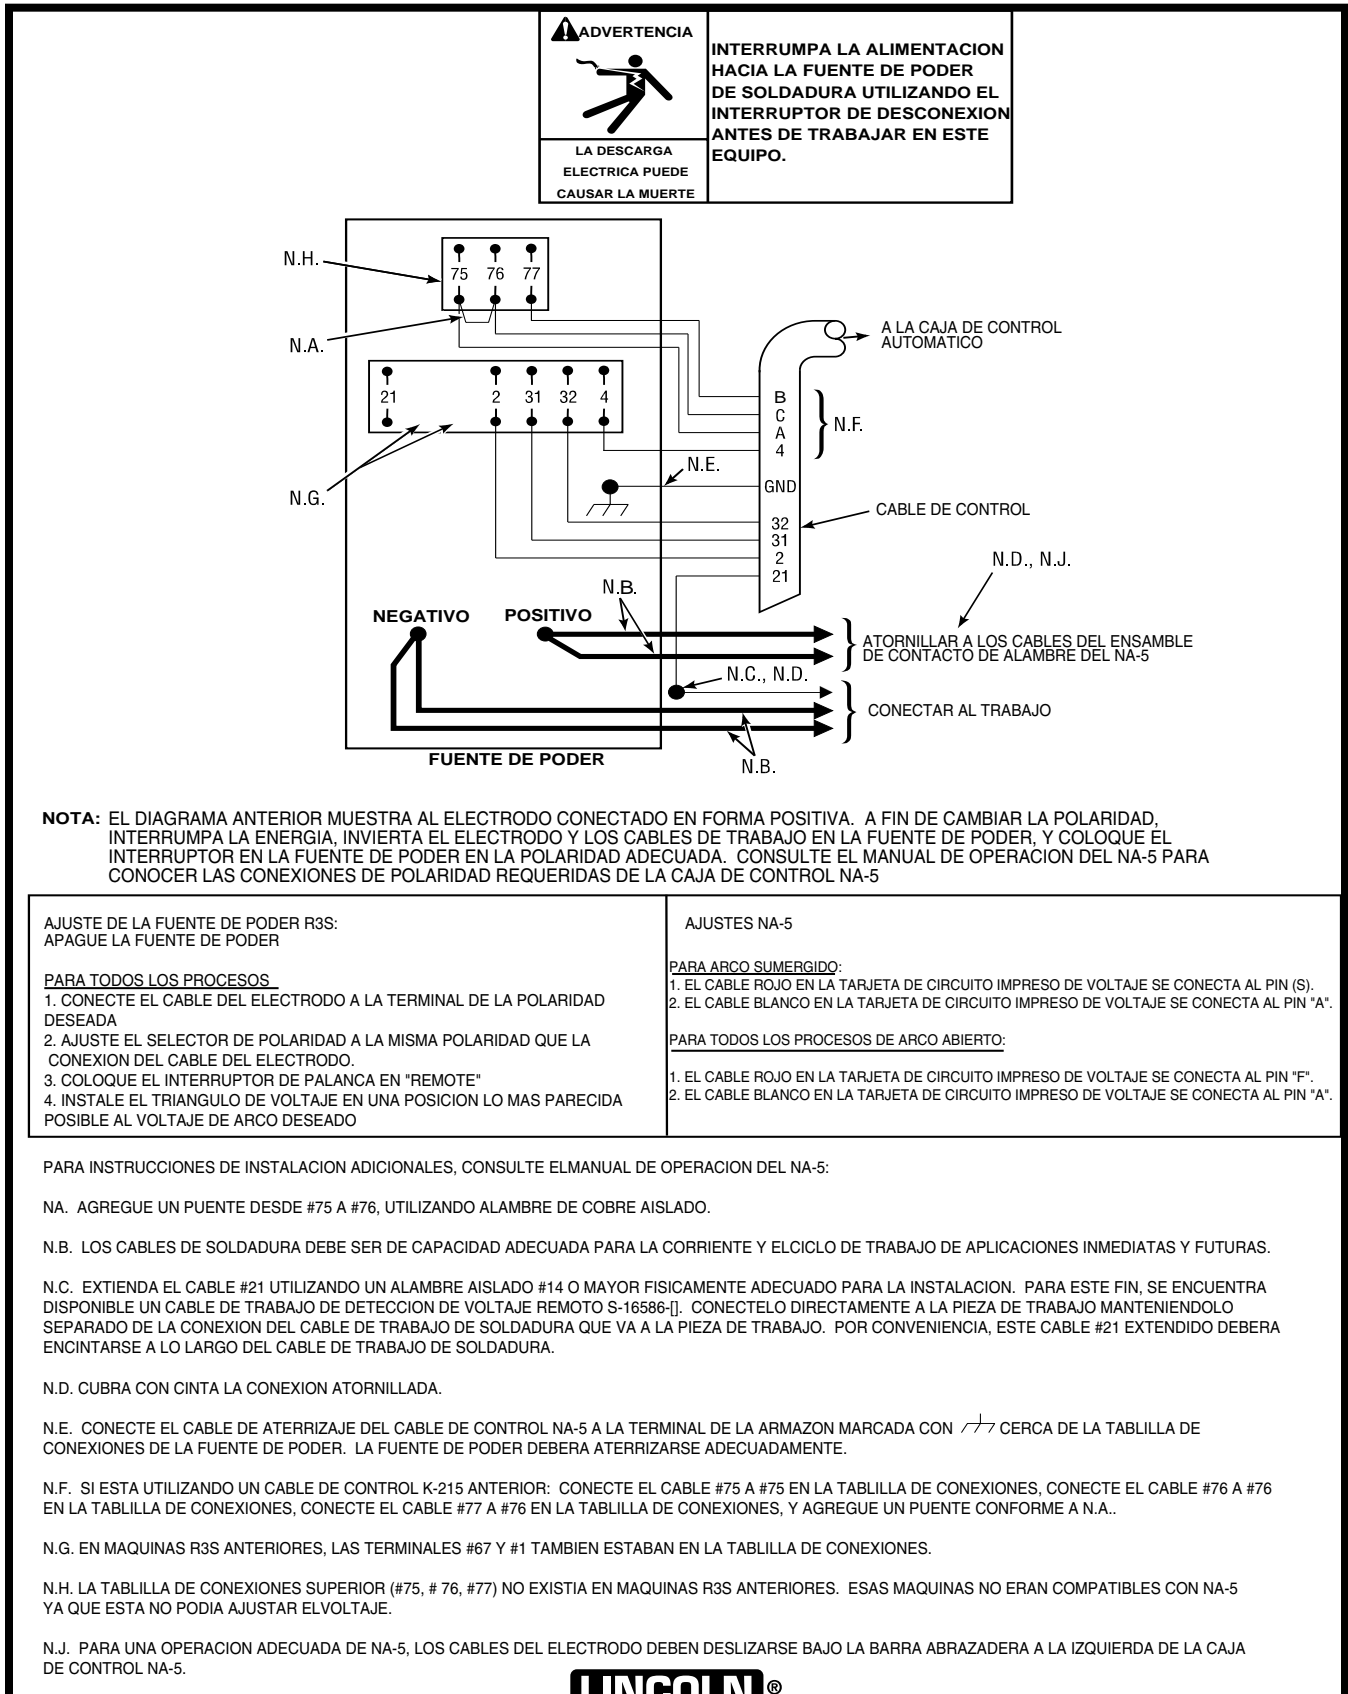 ADVERTENCIA
LA DESCARGA
ELECTRICA PUEDE
CAUSAR LA MUERTE
INTERRUMPA LA ALIMENTACION
HACIA LA FUENTE DE PODER
DE SOLDADURA UTILIZANDO EL
INTERRUPTOR DE DESCONEXION
ANTES DE TRABAJAR EN ESTE
EQUIPO.
N.H.
75 76 77
N.A.
A LA CAJA DE CONTROL
AUTOMATICO
21 2 31 32 4
B
C
A
4
N.F.
N.E.
GND
N.G.
CABLE DE CONTROL
32
31
2
21
N.D., N.J.
N.B.
NEGATIVO POSITIVO
ATORNILLAR A LOS CABLES DEL ENSAMBLE
DE CONTACTO DE ALAMBRE DEL NA-5
N.C., N.D.
CONECTAR AL TRABAJO
FUENTE DE PODER
N.B.
NOTA: EL DIAGRAMA ANTERIOR MUESTRA AL ELECTRODO CONECTADO EN FORMA POSITIVA. A FIN DE CAMBIAR LA POLARIDAD,
INTERRUMPA LA ENERGIA, INVIERTA EL ELECTRODO Y LOS CABLES DE TRABAJO EN LA FUENTE DE PODER, Y COLOQUE EL
INTERRUPTOR EN LA FUENTE DE PODER EN LA POLARIDAD ADECUADA. CONSULTE EL MANUAL DE OPERACION DEL NA-5 PARA
CONOCER LAS CONEXIONES DE POLARIDAD REQUERIDAS DE LA CAJA DE CONTROL NA-5
AJUSTE DE LA FUENTE DE PODER R3S:
APAGUE LA FUENTE DE PODER
PARA TODOS LOS PROCESOS
1. CONECTE EL CABLE DEL ELECTRODO A LA TERMINAL DE LA POLARIDAD
DESEADA
2. AJUSTE EL SELECTOR DE POLARIDAD A LA MISMA POLARIDAD QUE LA
CONEXION DEL CABLE DEL ELECTRODO.
3. COLOQUE EL INTERRUPTOR DE PALANCA EN "REMOTE"
4. INSTALE EL TRIANGULO DE VOLTAJE EN UNA POSICION LO MAS PARECIDA
POSIBLE AL VOLTAJE DE ARCO DESEADO
AJUSTES NA-5
PARA ARCO SUMERGIDO:
1. EL CABLE ROJO EN LA TARJETA DE CIRCUITO IMPRESO DE VOLTAJE SE CONECTA AL PIN (S).
2. EL CABLE BLANCO EN LA TARJETA DE CIRCUITO IMPRESO DE VOLTAJE SE CONECTA AL PIN "A".
PARA TODOS LOS PROCESOS DE ARCO ABIERTO:
1. EL CABLE ROJO EN LA TARJETA DE CIRCUITO IMPRESO DE VOLTAJE SE CONECTA AL PIN "F".
2. EL CABLE BLANCO EN LA TARJETA DE CIRCUITO IMPRESO DE VOLTAJE SE CONECTA AL PIN "A".
PARA INSTRUCCIONES DE INSTALACION ADICIONALES, CONSULTE ELMANUAL DE OPERACION DEL NA-5:
NA. AGREGUE UN PUENTE DESDE #75 A #76, UTILIZANDO ALAMBRE DE COBRE AISLADO.
N.B. LOS CABLES DE SOLDADURA DEBE SER DE CAPACIDAD ADECUADA PARA LA CORRIENTE Y ELCICLO DE TRABAJO DE APLICACIONES INMEDIATAS Y FUTURAS.
N.C. EXTIENDA EL CABLE #21 UTILIZANDO UN ALAMBRE AISLADO #14 O MAYOR FISICAMENTE ADECUADO PARA LA INSTALACION. PARA ESTE FIN, SE ENCUENTRA
DISPONIBLE UN CABLE DE TRABAJO DE DETECCION DE VOLTAJE REMOTO S-16586-[]. CONECTELO DIRECTAMENTE A LA PIEZA DE TRABAJO MANTENIENDOLO
SEPARADO DE LA CONEXION DEL CABLE DE TRABAJO DE SOLDADURA QUE VA A LA PIEZA DE TRABAJO. POR CONVENIENCIA, ESTE CABLE #21 EXTENDIDO DEBERA
ENCINTARSE A LO LARGO DEL CABLE DE TRABAJO DE SOLDADURA.
N.D. CUBRA CON CINTA LA CONEXION ATORNILLADA.
N.E. CONECTE EL CABLE DE ATERRIZAJE DEL CABLE DE CONTROL NA-5 A LA TERMINAL DE LA ARMAZON MARCADA CON CERCA DE LA TABLILLA DE
CONEXIONES DE LA FUENTE DE PODER. LA FUENTE DE PODER DEBERA ATERRIZARSE ADECUADAMENTE.
N.F. SI ESTA UTILIZANDO UN CABLE DE CONTROL K-215 ANTERIOR: CONECTE EL CABLE #75 A #75 EN LA TABLILLA DE CONEXIONES, CONECTE EL CABLE #76 A #76
EN LA TABLILLA DE CONEXIONES, CONECTE EL CABLE #77 A #76 EN LA TABLILLA DE CONEXIONES, Y AGREGUE UN PUENTE CONFORME A N.A..
N.G. EN MAQUINAS R3S ANTERIORES, LAS TERMINALES #67 Y #1 TAMBIEN ESTABAN EN LA TABLILLA DE CONEXIONES.
N.H. LA TABLILLA DE CONEXIONES SUPERIOR (#75, # 76, #77) NO EXISTIA EN MAQUINAS R3S ANTERIORES. ESAS MAQUINAS NO ERAN COMPATIBLES CON NA-5
YA QUE ESTA NO PODIA AJUSTAR ELVOLTAJE.
N.J. PARA UNA OPERACION ADECUADA DE NA-5, LOS CABLES DEL ELECTRODO DEBEN DESLIZARSE BAJO LA BARRA ABRAZADERA A LA IZQUIERDA DE LA CAJA
DE CONTROL NA-5.
LINCOLN ®